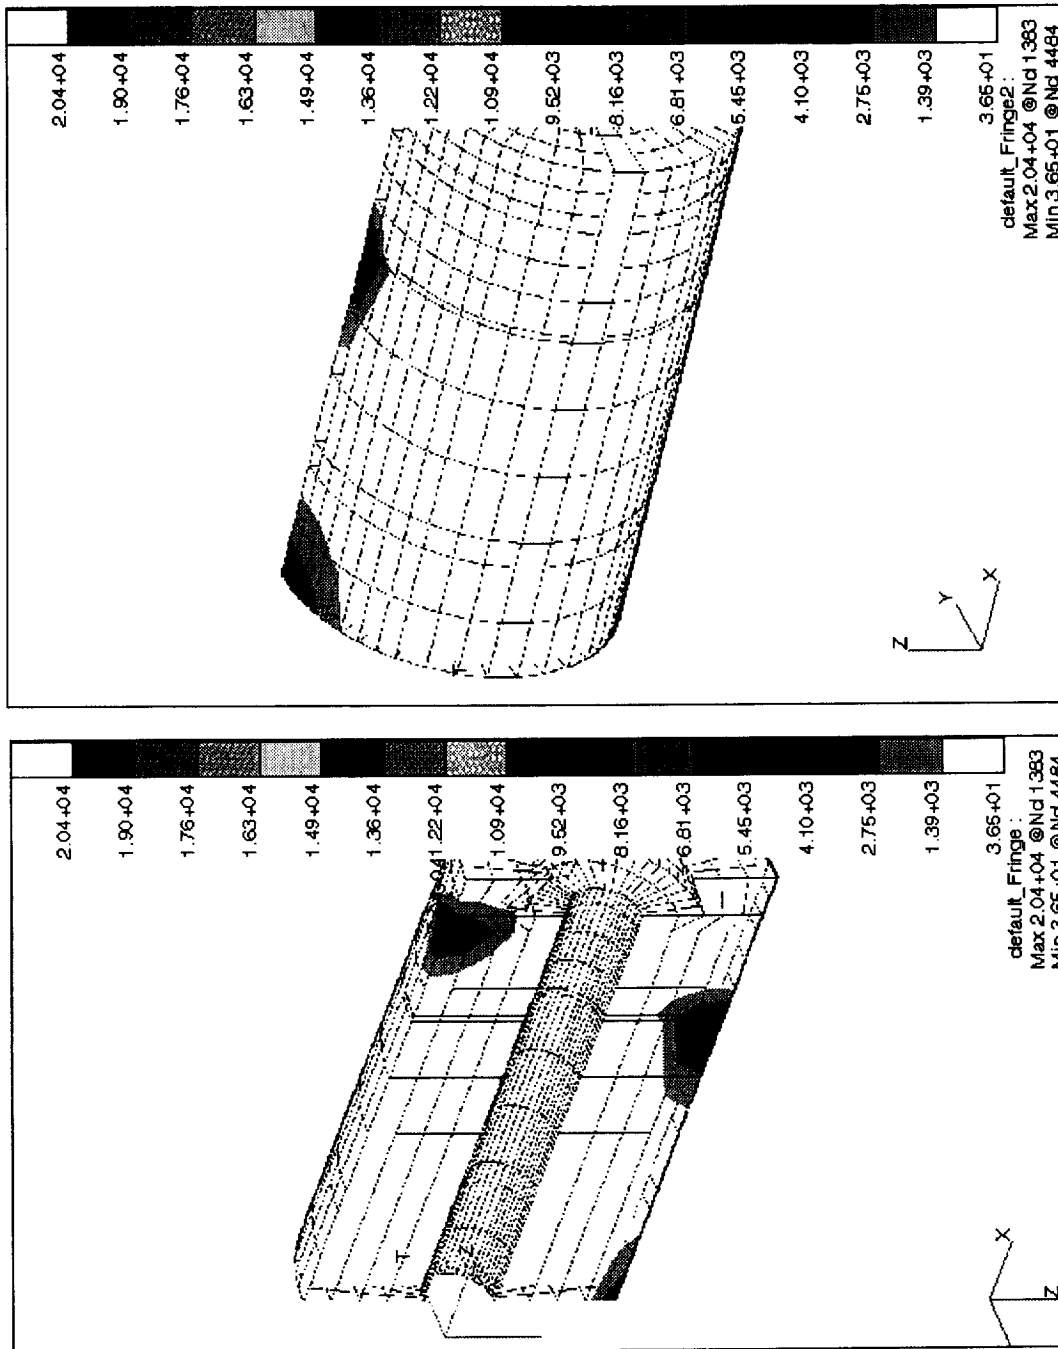 2.04+04
1.90+04
1.76+04
1.63+04
1.49+04
1.36+04
1.22+04
1.09+04
9.52+03
8.16+03
6.81+03
5.45+03
4.10+03
2.75+03
1.39+03
3.65+01
default_Fringe2 :
Max 2.04+04 @Nd 1383
Min 3.65+01 @Nd 4484
Z
Y
X
2.04+04
1.90+04
1.76+04
1.63+04
1.49+04
1.36+04
1.22+04
1.09+04
9.52+03
8.16+03
6.81+03
5.45+03
4.10+03
2.75+03
1.39+03
3.65+01
default_Fringe :
Max 2.04+04 @Nd 1383
Min 3.65+01 @Nd 4484
T
Z
X
Z